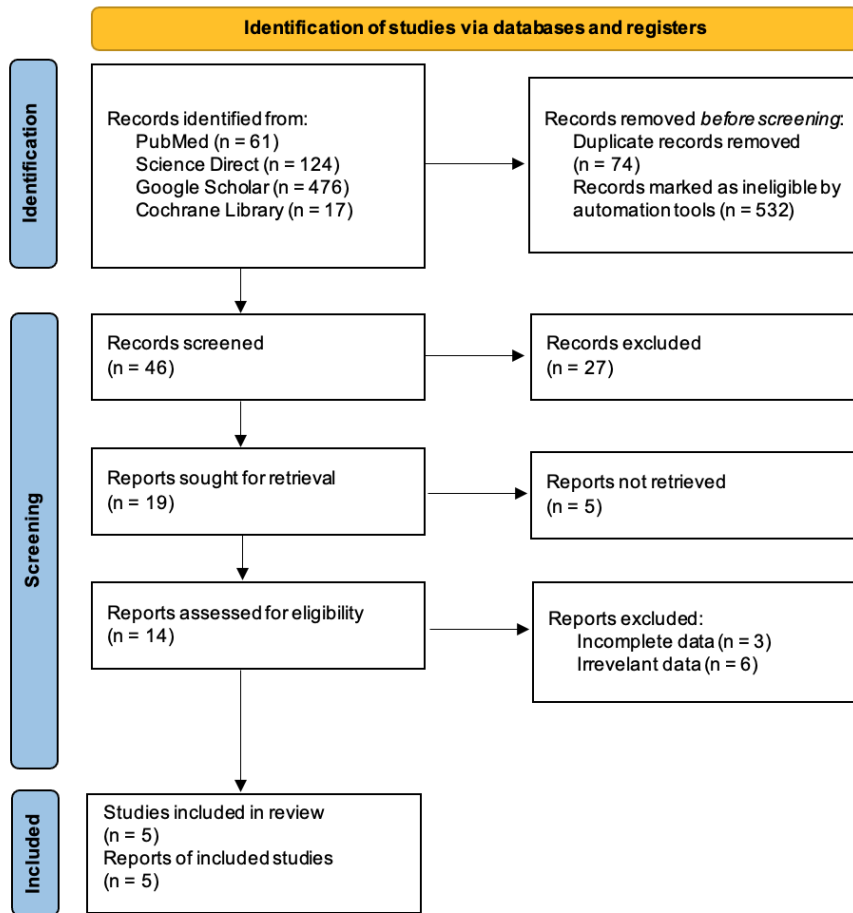 Identification of studies via databases and registers
Identification
Records identified from:
PubMed (n = 61)
Science Direct (n = 124)
Google Scholar (n = 476)
Cochrane Library (n = 17)
Records removed before screening:
Duplicate records removed
(n = 74)
Records marked as ineligible by
automation tools (n = 532)
Screening
Records screened
(n = 46)
Records excluded
(n = 27)
Reports sought for retrieval
(n = 19)
Reports not retrieved
(n = 5)
Reports assessed for eligibility
(n = 14)
Reports excluded:
Incomplete data (n = 3)
Irrevelant data (n = 6)
Included
Studies included in review
(n = 5)
Reports of included studies
(n = 5)